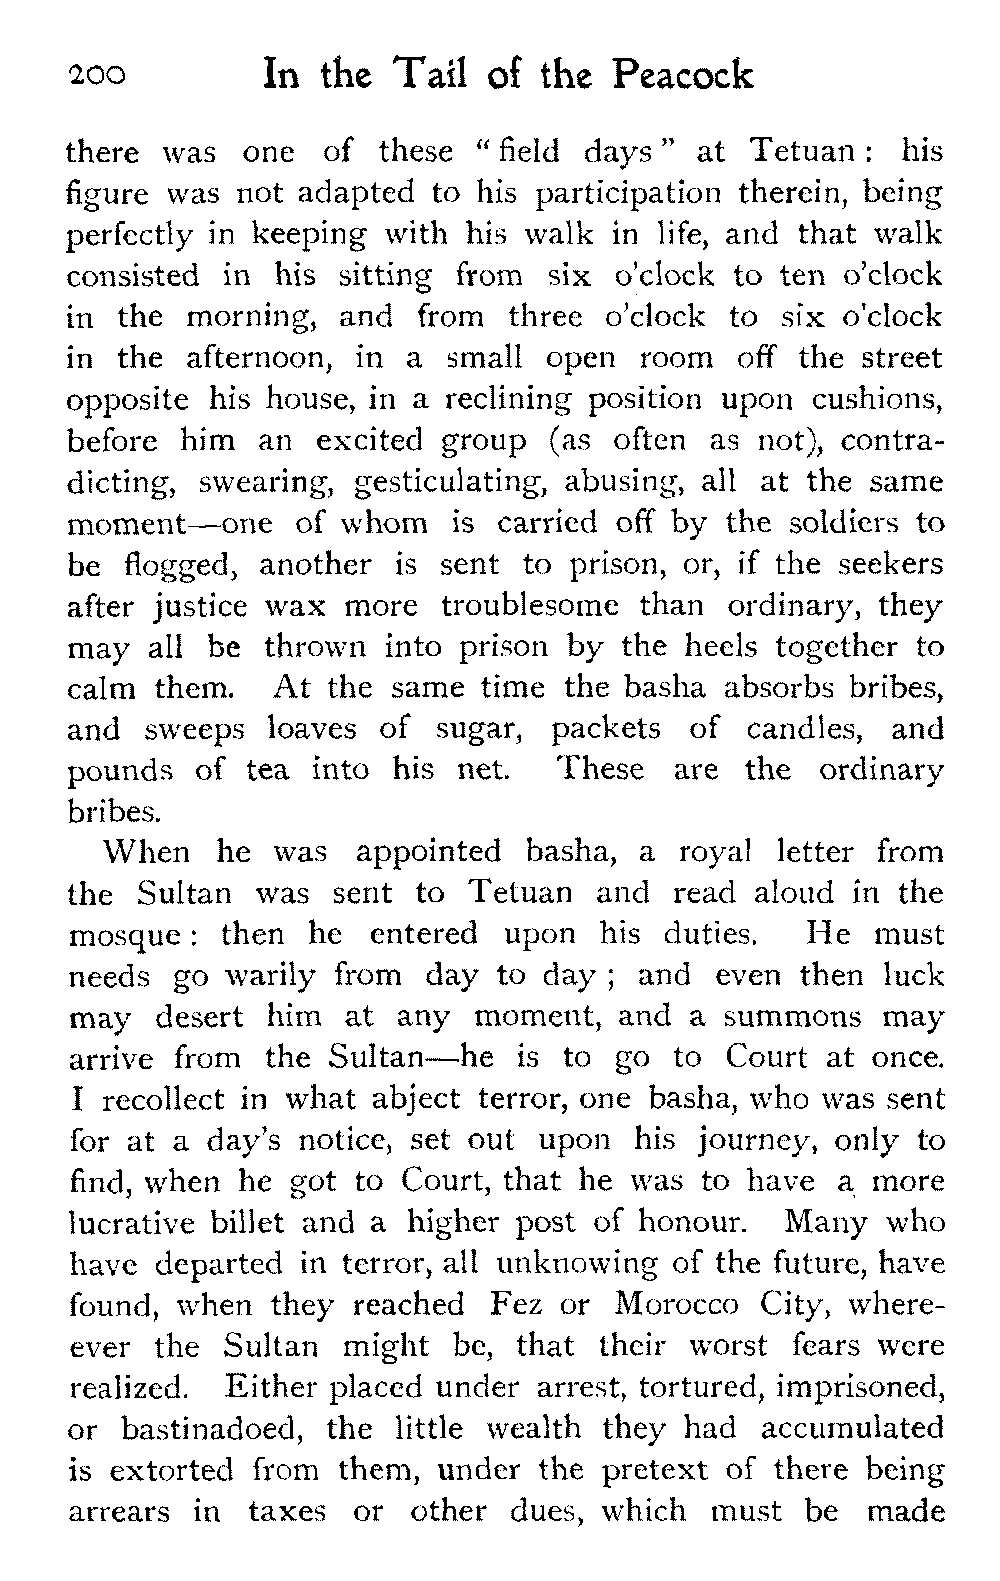 200 In the Tail of the Peacock
there was one of these “field days” at Tetuan: his
figure was not adapted to his participation therein, being
perfectly in keeping with his walk in life, and that walk
consisted in his sitting from six o'clock to ten o'clock
in the morning, and from three o'clock to six o'clock
in the afternoon, in a small open room off the street
opposite his house, in a reclining position upon cushions,
before him an excited group (as often as not), contra-
dicting, swearing, gesticulating, abusing, all at the same
moment—one of whom is carried off by the soldiers to
be flogged, another is sent to prison, or, if the seekers
after justice wax more troublesome than ordinary, they
may all be thrown into prison by the heels together to
calm them. At the same time the basha absorbs bribes,
and sweeps loaves of sugar, packets of candles, and
pounds of tea into his net. These are the ordinary
bribes.
When he was appointed basha, a royal letter from
the Sultan was sent to Tetuan and read aloud in the
mosque: then he entered upon his duties. He must
needs go warily from day to day; and even then luck
may desert him at any moment, and a summons may
arrive from the Sultan—he is to go to Court at once.
I recollect in what abject terror, one basha, who was sent
for at a day's notice, set out upon his journey, only to
find, when he got to Court, that he was to have a more
lucrative billet and a higher post of honour. Many who
have departed in terror, all unknowing of the future, have
found, when they reached Fez or Morocco City, where-
ever the Sultan might be, that their worst fears were
realized. Either placed under arrest, tortured, imprisoned,
or bastinadoed, the little wealth they had accumulated
is extorted from them, under the pretext of there being
arrears in taxes or other dues, which must be made